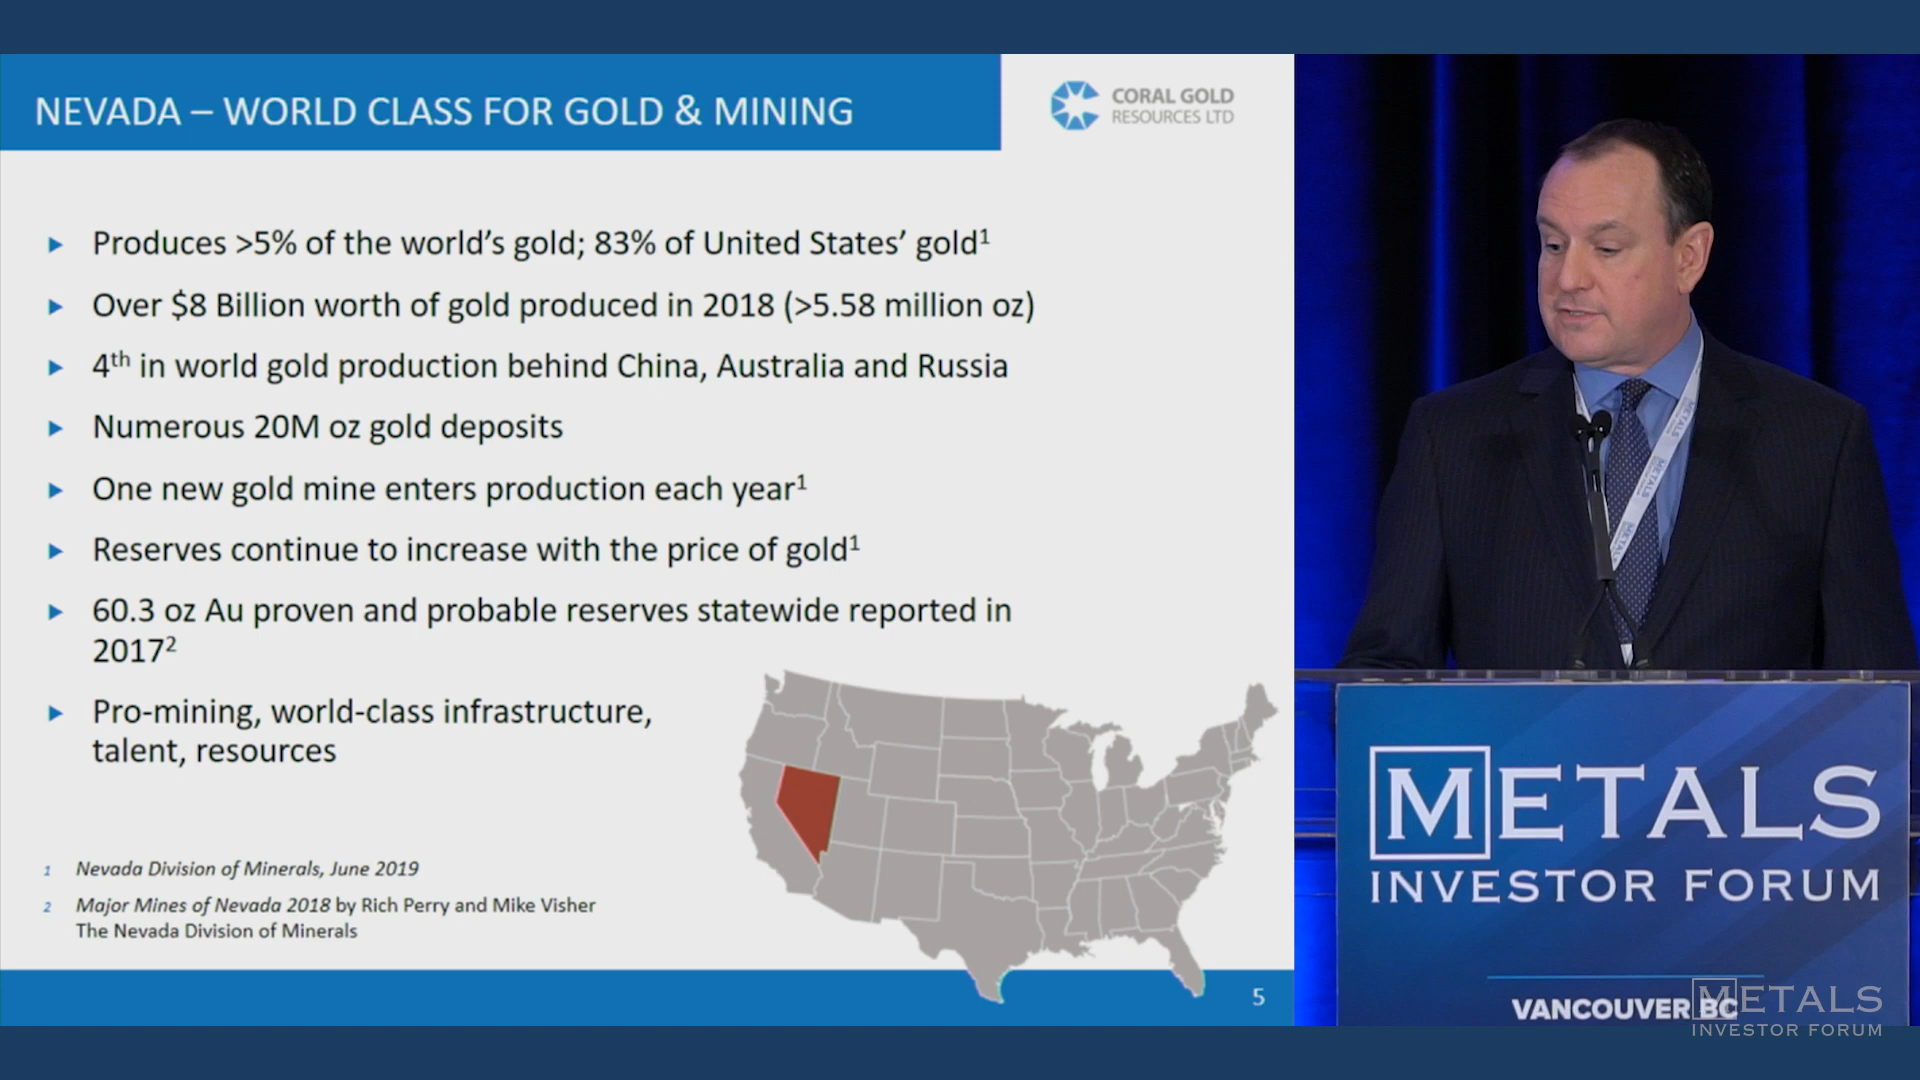 NEVADA – WORLD CLASS FOR GOLD & MINING
CORAL GOLD
RESOURCES LTD
Produces >5% of the world's gold; 83% of United States' gold¹
Over $8 Billion worth of gold produced in 2018 (>5.58 million oz)
4th in world gold production behind China, Australia and Russia
Numerous 20M oz gold deposits
One new gold mine enters production each year¹
Reserves continue to increase with the price of gold¹
60.3 oz Au proven and probable reserves statewide reported in
2017²
Pro-mining, world-class infrastructure,
talent, resources
1 Nevada Division of Minerals, June 2019
2 Major Mines of Nevada 2018 by Rich Perry and Mike Visher
The Nevada Division of Minerals
5
METALS
METALS
METALS
METALS
INVESTOR FORUM
VANCOUVER BC
METALS
INVESTOR FORUM